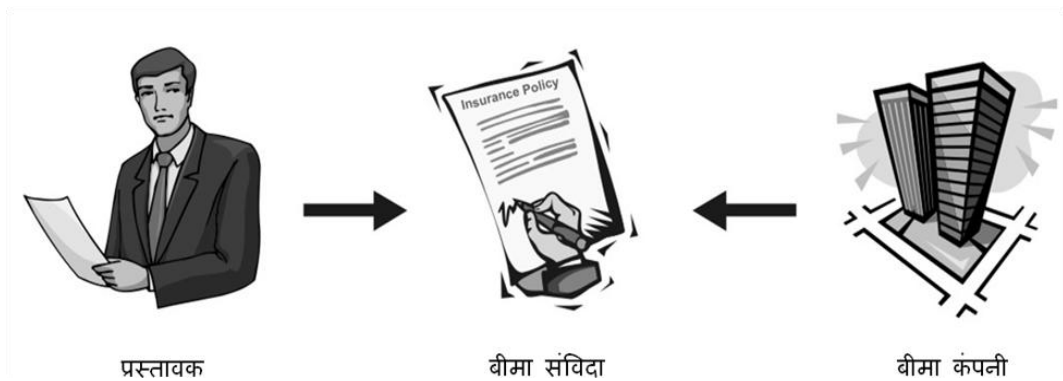 Insurance Policy
प्रस्तावक
बीमा संविदा
बीमा कंपनी